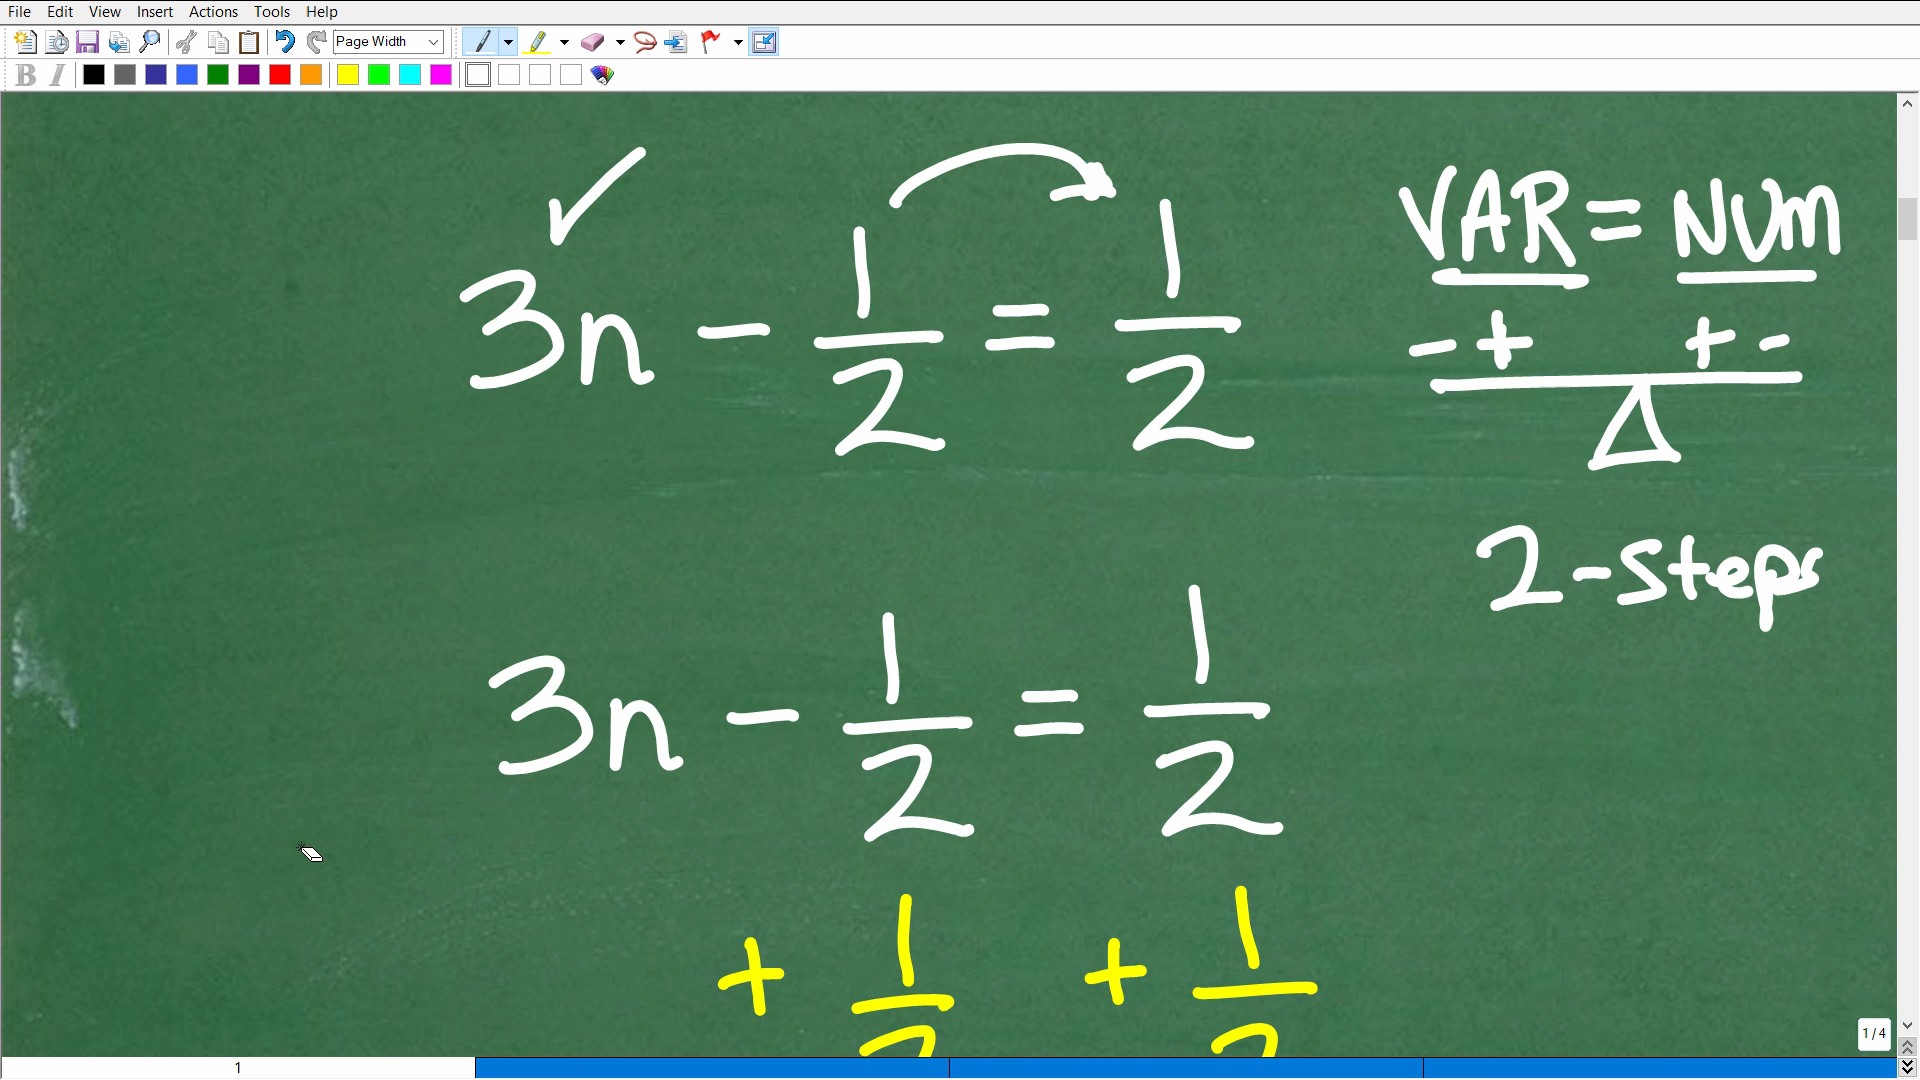 File Edit View Insert Actions Tools Help
Page Width
B I
3n - 1/2 = 1/2
VAR = NUM
- + + -
2-steps
3n - 1/2 = 1/2
+ 1/2 + 1/2
1/4
1